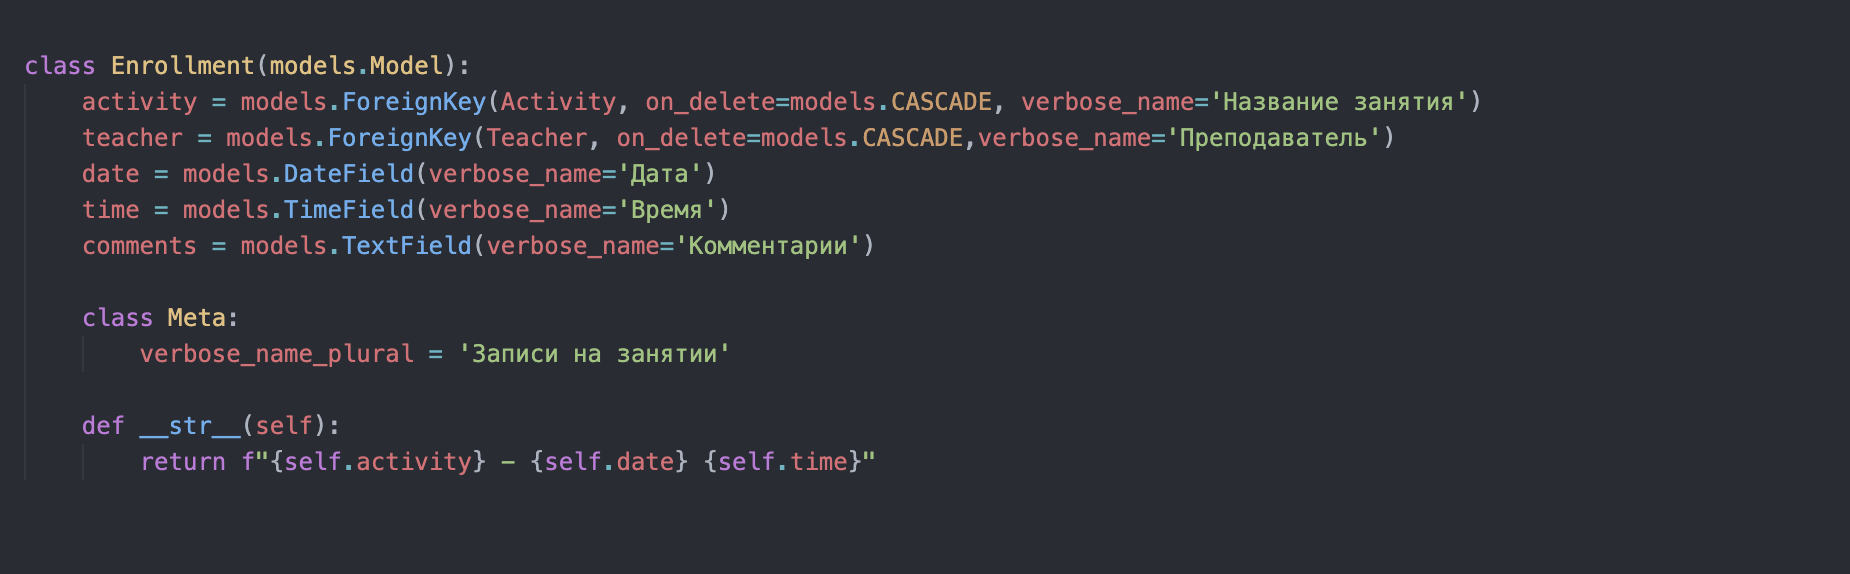 class Enrollment(models.Model):
    activity = models.ForeignKey(Activity, on_delete=models.CASCADE, verbose_name='Название занятия')
    teacher = models.ForeignKey(Teacher, on_delete=models.CASCADE,verbose_name='Преподаватель')
    date = models.DateField(verbose_name='Дата')
    time = models.TimeField(verbose_name='Время')
    comments = models.TextField(verbose_name='Комментарии')
    class Meta:
        verbose_name_plural = 'Записи на занятии'
    def __str__(self):
        return f"{self.activity} - {self.date} {self.time}"